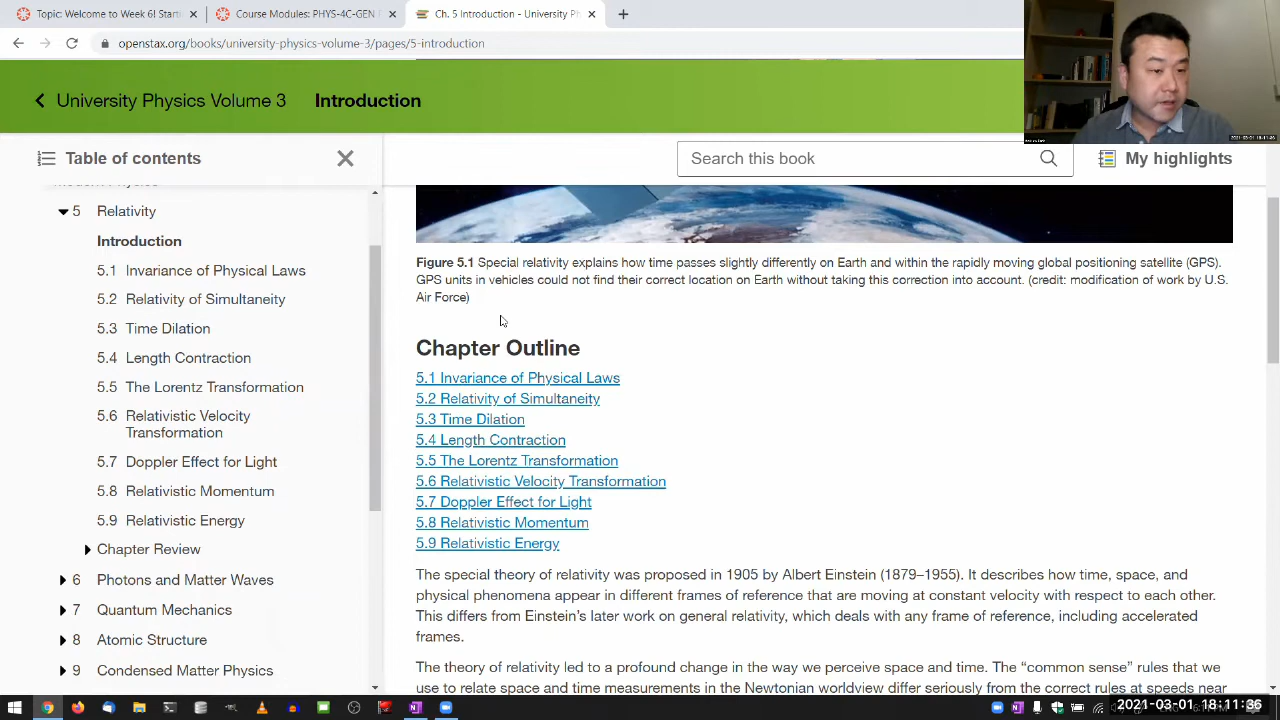 Topic: Welcome to Week 6! Starti
Course Modules: PHYS-4C-GEN
Ch. 5 Introduction - University Ph
openstax.org/books/university-physics-volume-3/pages/5-introduction
University Physics Volume 3
Introduction
2021-03-01 18:11:36
Table of contents
Search this book
My highlights
5 Relativity
Introduction
5.1 Invariance of Physical Laws
5.2 Relativity of Simultaneity
5.3 Time Dilation
5.4 Length Contraction
5.5 The Lorentz Transformation
5.6 Relativistic Velocity
Transformation
5.7 Doppler Effect for Light
5.8 Relativistic Momentum
5.9 Relativistic Energy
Chapter Review
6 Photons and Matter Waves
7 Quantum Mechanics
8 Atomic Structure
9 Condensed Matter Physics
Figure 5.1 Special relativity explains how time passes slightly differently on Earth and within the rapidly moving global positioning satellite (GPS).
GPS units in vehicles could not find their correct location on Earth without taking this correction into account. (credit: modification of work by U.S.
Air Force)
Chapter Outline
5.1 Invariance of Physical Laws
5.2 Relativity of Simultaneity
5.3 Time Dilation
5.4 Length Contraction
5.5 The Lorentz Transformation
5.6 Relativistic Velocity Transformation
5.7 Doppler Effect for Light
5.8 Relativistic Momentum
5.9 Relativistic Energy
The special theory of relativity was proposed in 1905 by Albert Einstein (1879–1955). It describes how time, space, and
physical phenomena appear in different frames of reference that are moving at constant velocity with respect to each other.
This differs from Einstein's later work on general relativity, which deals with any frame of reference, including accelerated
frames.
The theory of relativity led to a profound change in the way we perceive space and time. The “common sense” rules that we
use to relate space and time measurements in the Newtonian worldview differ seriously from the correct rules at speeds near
2021-03-01 18:11:36